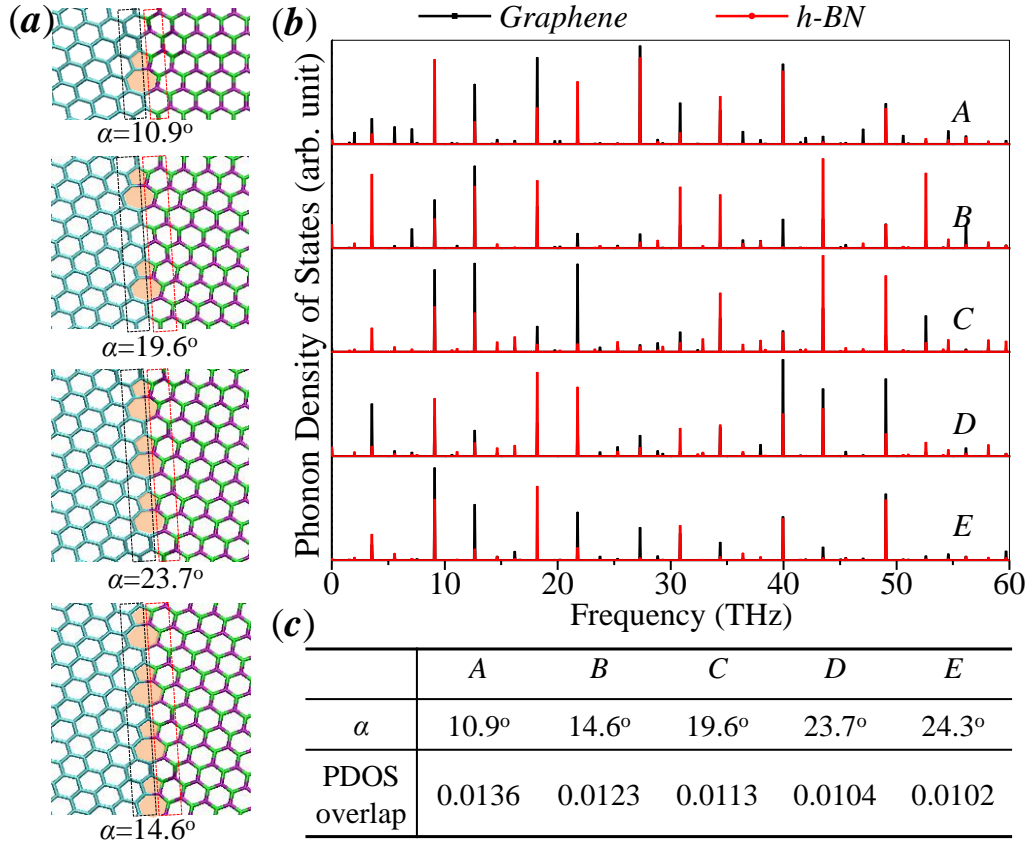 (a)
α=10.9°
α=19.6°
α=23.7°
α=14.6°
(b)
Graphene h-BN
Phonon Density of States (arb. unit)
A
B
C
D
E
0 10 20 30 40 50 60
Frequency (THz)
(c)
A B C D E
α 10.9° 14.6° 19.6° 23.7° 24.3°
PDOS
overlap 0.0136 0.0123 0.0113 0.0104 0.0102